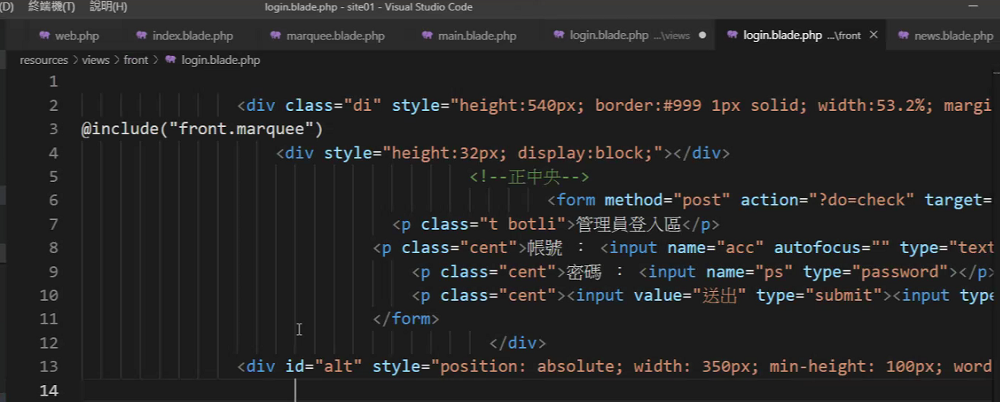 (D) 終端機(T) 說明(H) login.blade.php - site01 - Visual Studio Code
web.php index.blade.php marquee.blade.php main.blade.php login.blade.php ...\views login.blade.php ...\front news.blade.php
resources > views > front > login.blade.php
1
2 <div class="di" style="height:540px; border:#999 1px solid; width:53.2%; margi
3 @include("front.marquee")
4 <div style="height:32px; display:block;"></div>
5 <!--正中央-->
6 <form method="post" action="?do=check" target=
7 <p class="t botli">管理員登入區</p>
8 <p class="cent">帳號 ： <input name="acc" autofocus="" type="text
9 <p class="cent">密碼 ： <input name="ps" type="password"></p>
10 <p class="cent"><input value="送出" type="submit"><input type
11 </form>
12 </div>
13 <div id="alt" style="position: absolute; width: 350px; min-height: 100px; word
14